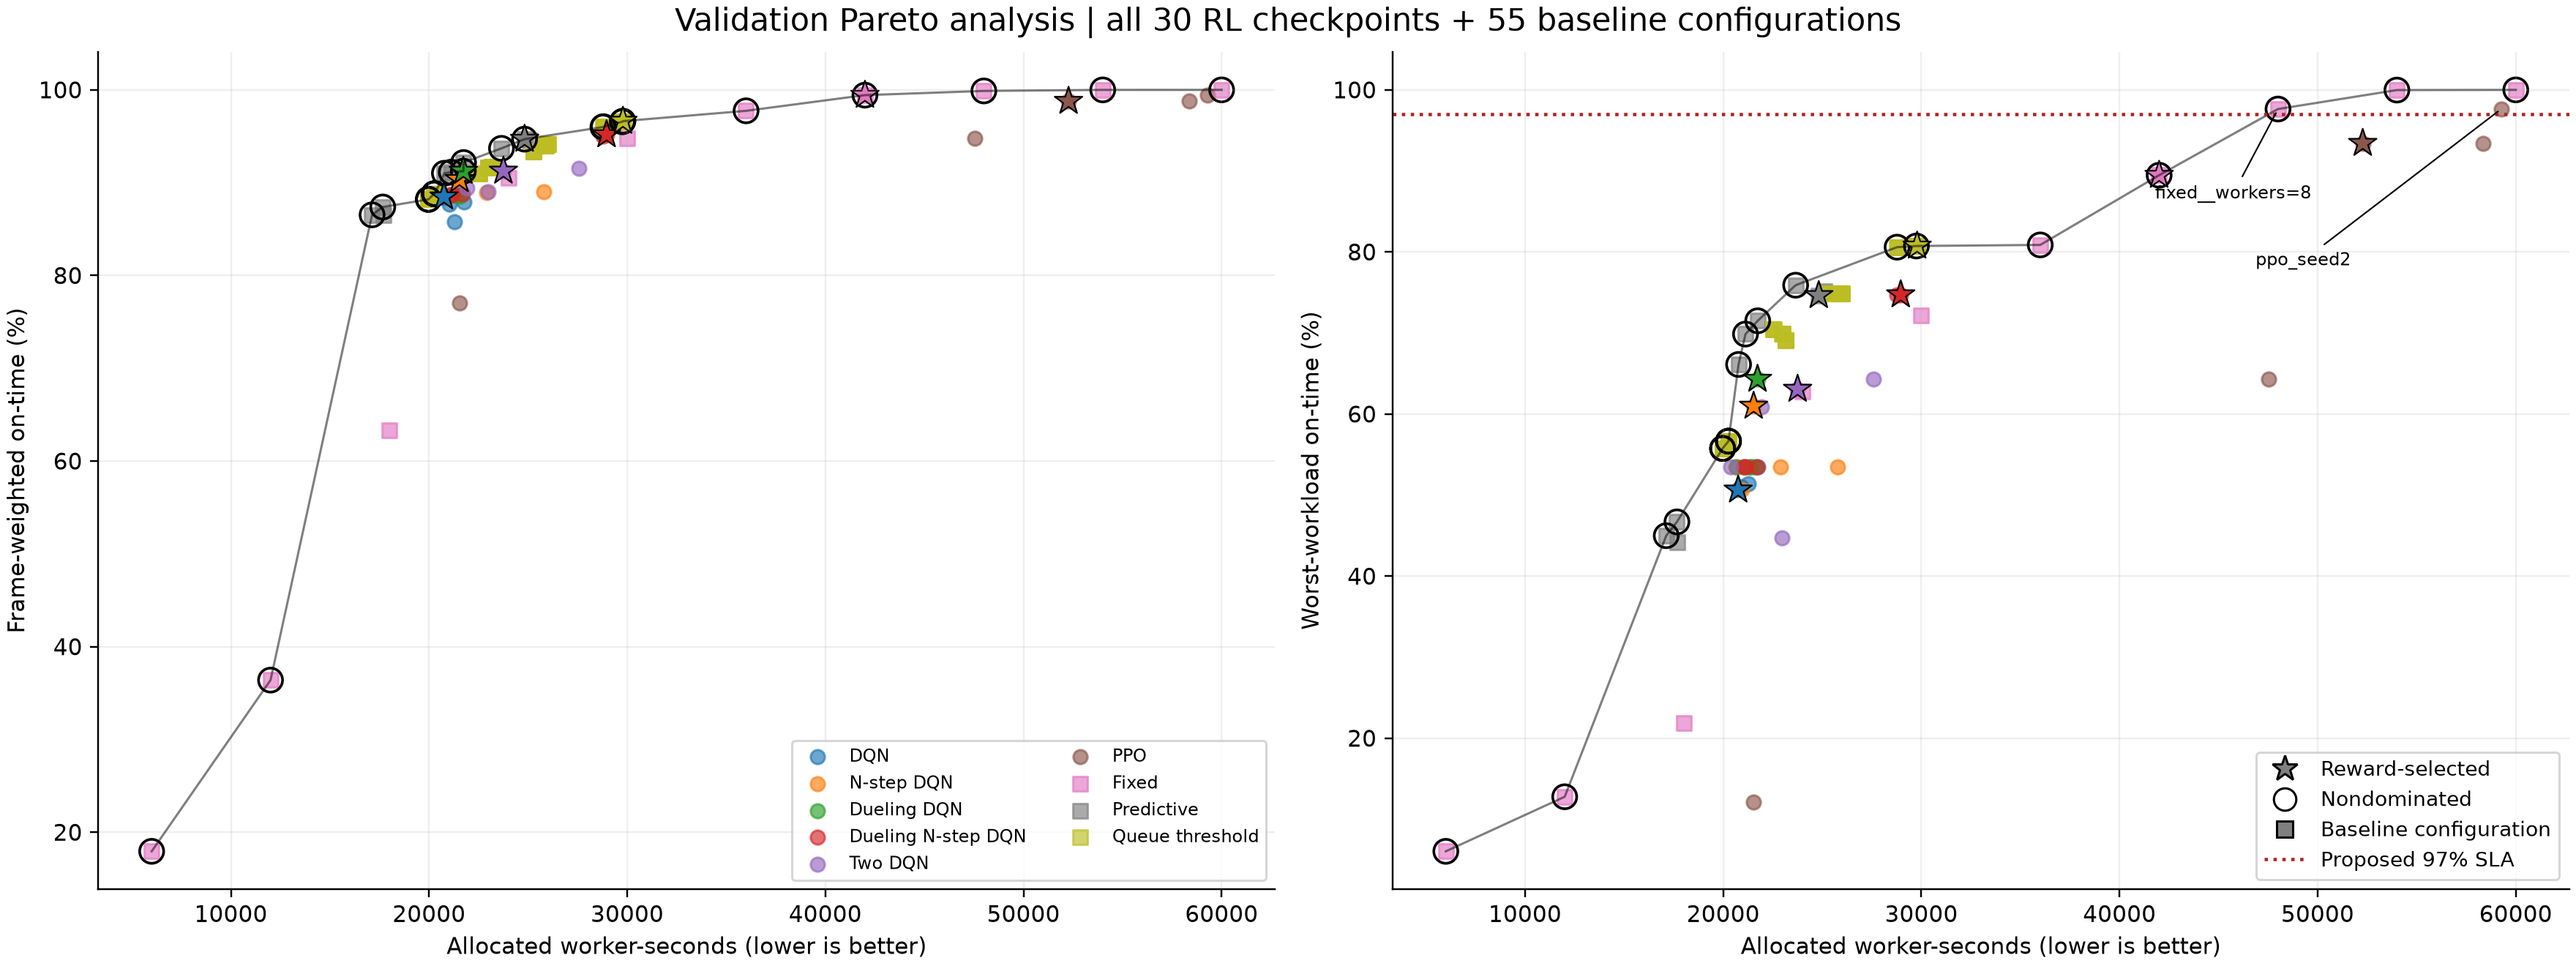 Validation Pareto analysis | all 30 RL checkpoints + 55 baseline configurations
Frame-weighted on-time (%)
100
80
60
40
20
10000 20000 30000 40000 50000 60000
Allocated worker-seconds (lower is better)
DQN
N-step DQN
Dueling DQN
Dueling N-step DQN
Two DQN
PPO
Fixed
Predictive
Queue threshold
Worst-workload on-time (%)
100
80
60
40
20
10000 20000 30000 40000 50000 60000
Allocated worker-seconds (lower is better)
fixed__workers=8
ppo_seed2
Reward-selected
Nondominated
Baseline configuration
Proposed 97% SLA